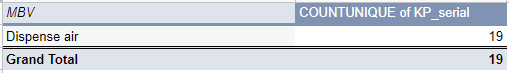 MBV COUNTUNIQUE of KP_serial
Dispense air 19
Grand Total 19